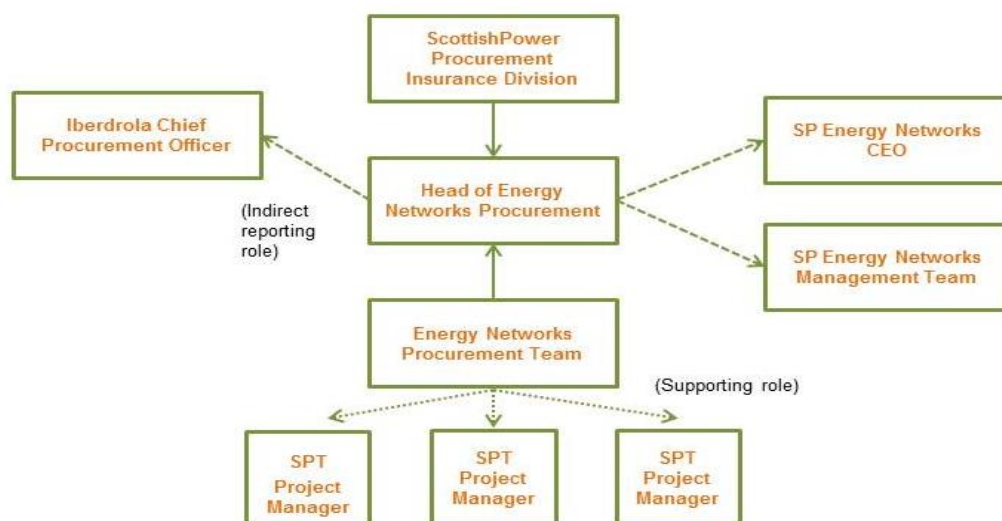 ScottishPower
Procurement
Insurance Division
Iberdrola Chief
Procurement Officer
SP Energy Networks
CEO
Head of Energy
Networks Procurement
(Indirect
reporting
role)
SP Energy Networks
Management Team
Energy Networks
Procurement Team
(Supporting role)
SPT
Project
Manager
SPT
Project
Manager
SPT
Project
Manager